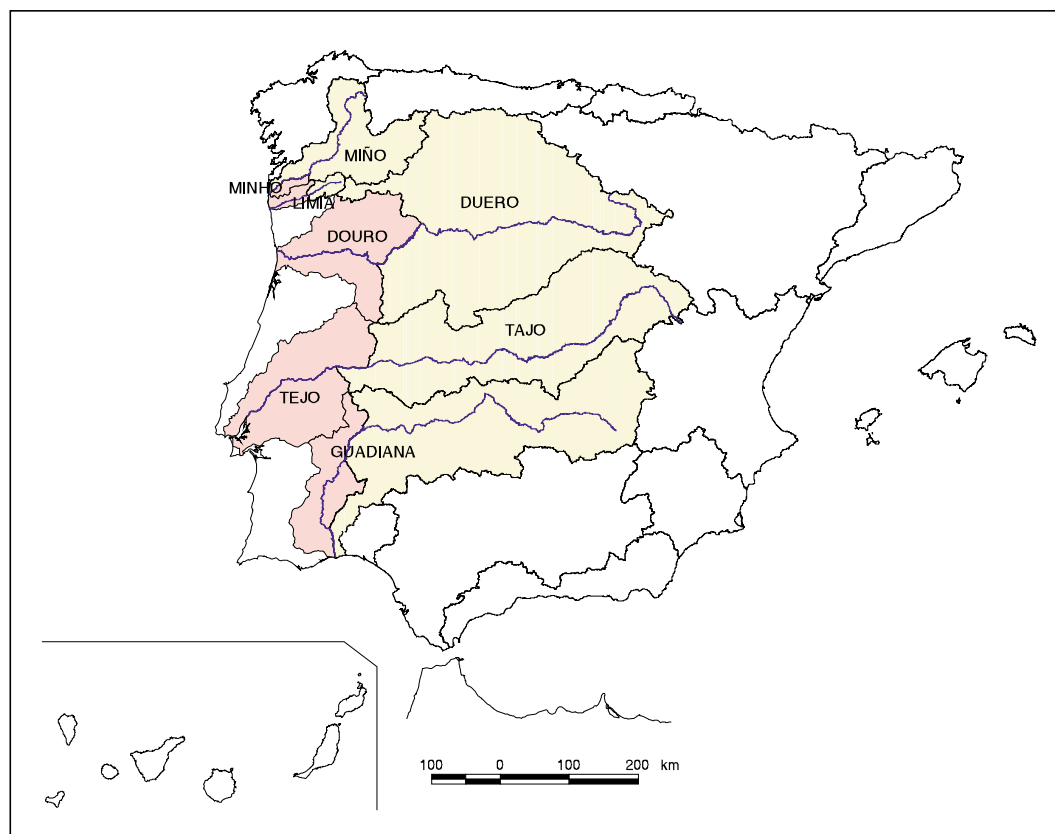 MIÑO
MINHO
LIMIA
DUERO
DOURO
TAJO
TEJO
GUADIANA
100 0 100 200 km